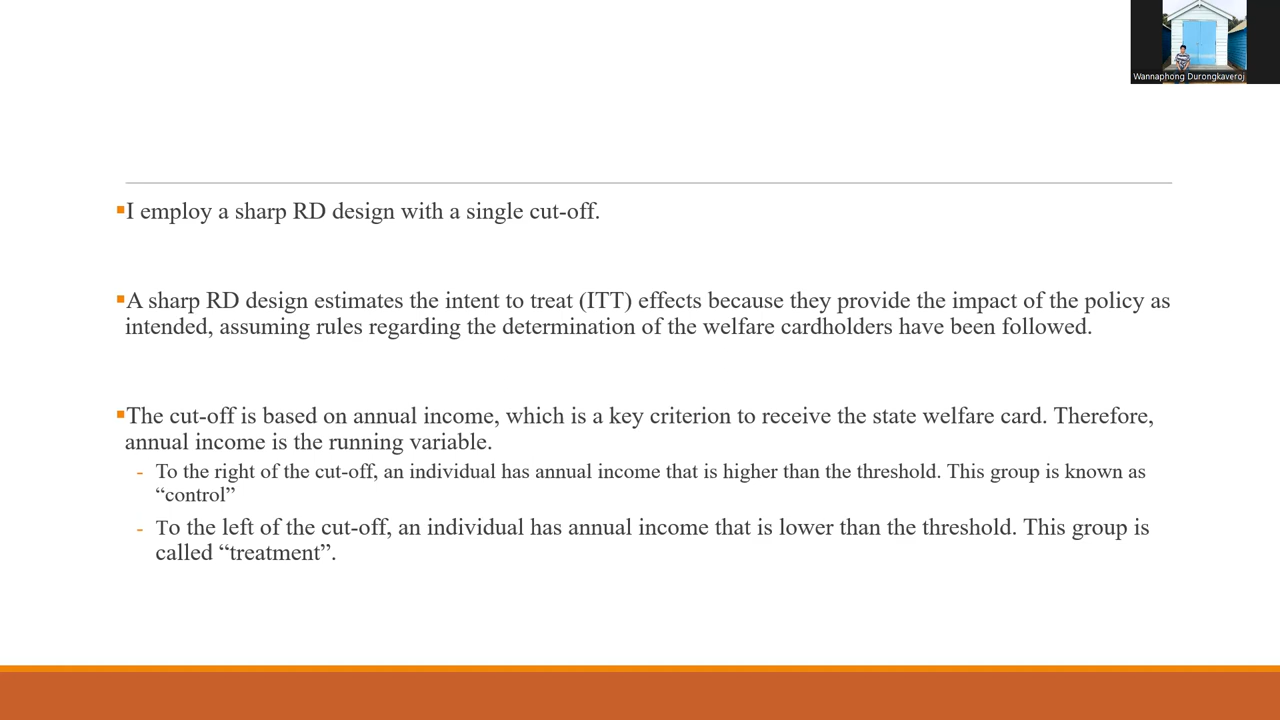 Wannaphong Durongkaveroj
▪I employ a sharp RD design with a single cut-off.
▪A sharp RD design estimates the intent to treat (ITT) effects because they provide the impact of the policy as
intended, assuming rules regarding the determination of the welfare cardholders have been followed.
▪The cut-off is based on annual income, which is a key criterion to receive the state welfare card. Therefore,
annual income is the running variable.
- To the right of the cut-off, an individual has annual income that is higher than the threshold. This group is known as
“control”
- To the left of the cut-off, an individual has annual income that is lower than the threshold. This group is
called “treatment”.